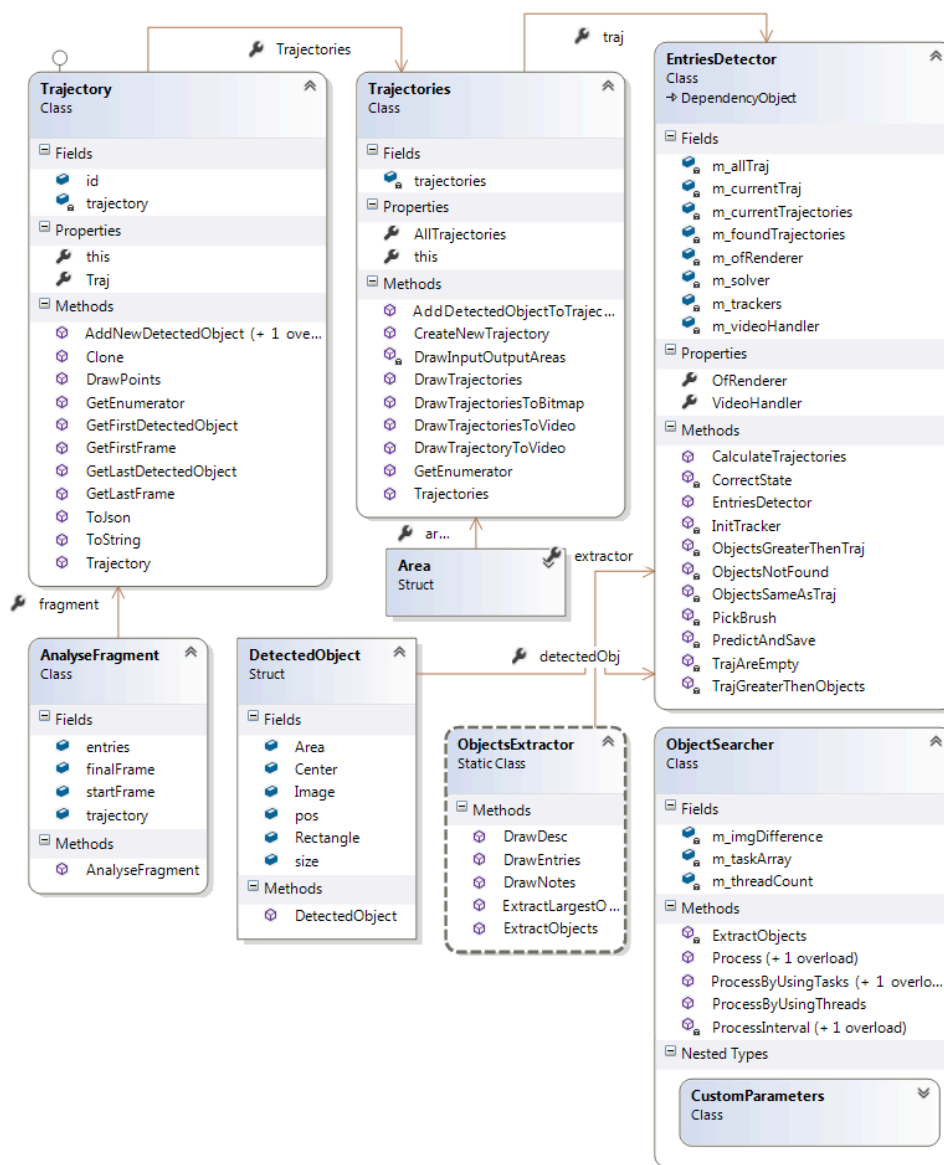 Trajectories
traj
Trajectory
Class
Fields
id
trajectory
Properties
this
Traj
Methods
AddNewDetectedObject (+ 1 ove...
Clone
DrawPoints
GetEnumerator
GetFirstDetectedObject
GetFirstFrame
GetLastDetectedObject
GetLastFrame
ToJson
ToString
Trajectory
Trajectories
Class
Fields
trajectories
Properties
AllTrajectories
this
Methods
AddDetectedObjectToTrajec...
CreateNewTrajectory
DrawInputOutputAreas
DrawTrajectories
DrawTrajectoriesToBitmap
DrawTrajectoriesToVideo
DrawTrajectoryToVideo
GetEnumerator
Trajectories
EntriesDetector
Class
DependencyObject
Fields
m_allTraj
m_currentTraj
m_currentTrajectories
m_foundTrajectories
m_ofRenderer
m_solver
m_trackers
m_videoHandler
Properties
OfRenderer
VideoHandler
Methods
CalculateTrajectories
CorrectState
EntriesDetector
InitTracker
ObjectsGreaterThenTraj
ObjectsNotFound
ObjectsSameAsTraj
PickBrush
PredictAndSave
TrajAreEmpty
TrajGreaterThenObjects
ar...
Area
Struct
extractor
fragment
detectedObj
AnalyseFragment
Class
Fields
entries
finalFrame
startFrame
trajectory
Methods
AnalyseFragment
DetectedObject
Struct
Fields
Area
Center
Image
pos
Rectangle
size
Methods
DetectedObject
ObjectsExtractor
Static Class
Methods
DrawDesc
DrawEntries
DrawNotes
ExtractLargestO...
ExtractObjects
ObjectSearcher
Class
Fields
m_imgDifference
m_taskArray
m_threadCount
Methods
ExtractObjects
Process (+ 1 overload)
ProcessByUsingTasks (+ 1 overlo...
ProcessByUsingThreads
ProcessInterval (+ 1 overload)
Nested Types
CustomParameters
Class